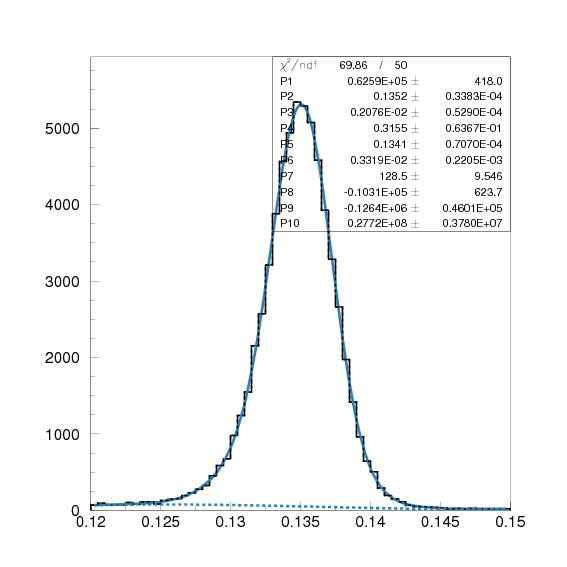 χ²/ndf 69.86 / 50
P1 0.6259E+05 ± 418.0
P2 0.1352 ± 0.3383E-04
P3 0.2076E-02 ± 0.5290E-04
P4 0.3155 ± 0.6367E-01
P5 0.1341 ± 0.7070E-04
P6 0.3319E-02 ± 0.2205E-03
P7 128.5 ± 9.546
P8 -0.1031E+05 ± 623.7
P9 -0.1264E+06 ± 0.4601E+05
P10 0.2772E+08 ± 0.3780E+07
5000
4000
3000
2000
1000
0
0.12 0.125 0.13 0.135 0.14 0.145 0.15